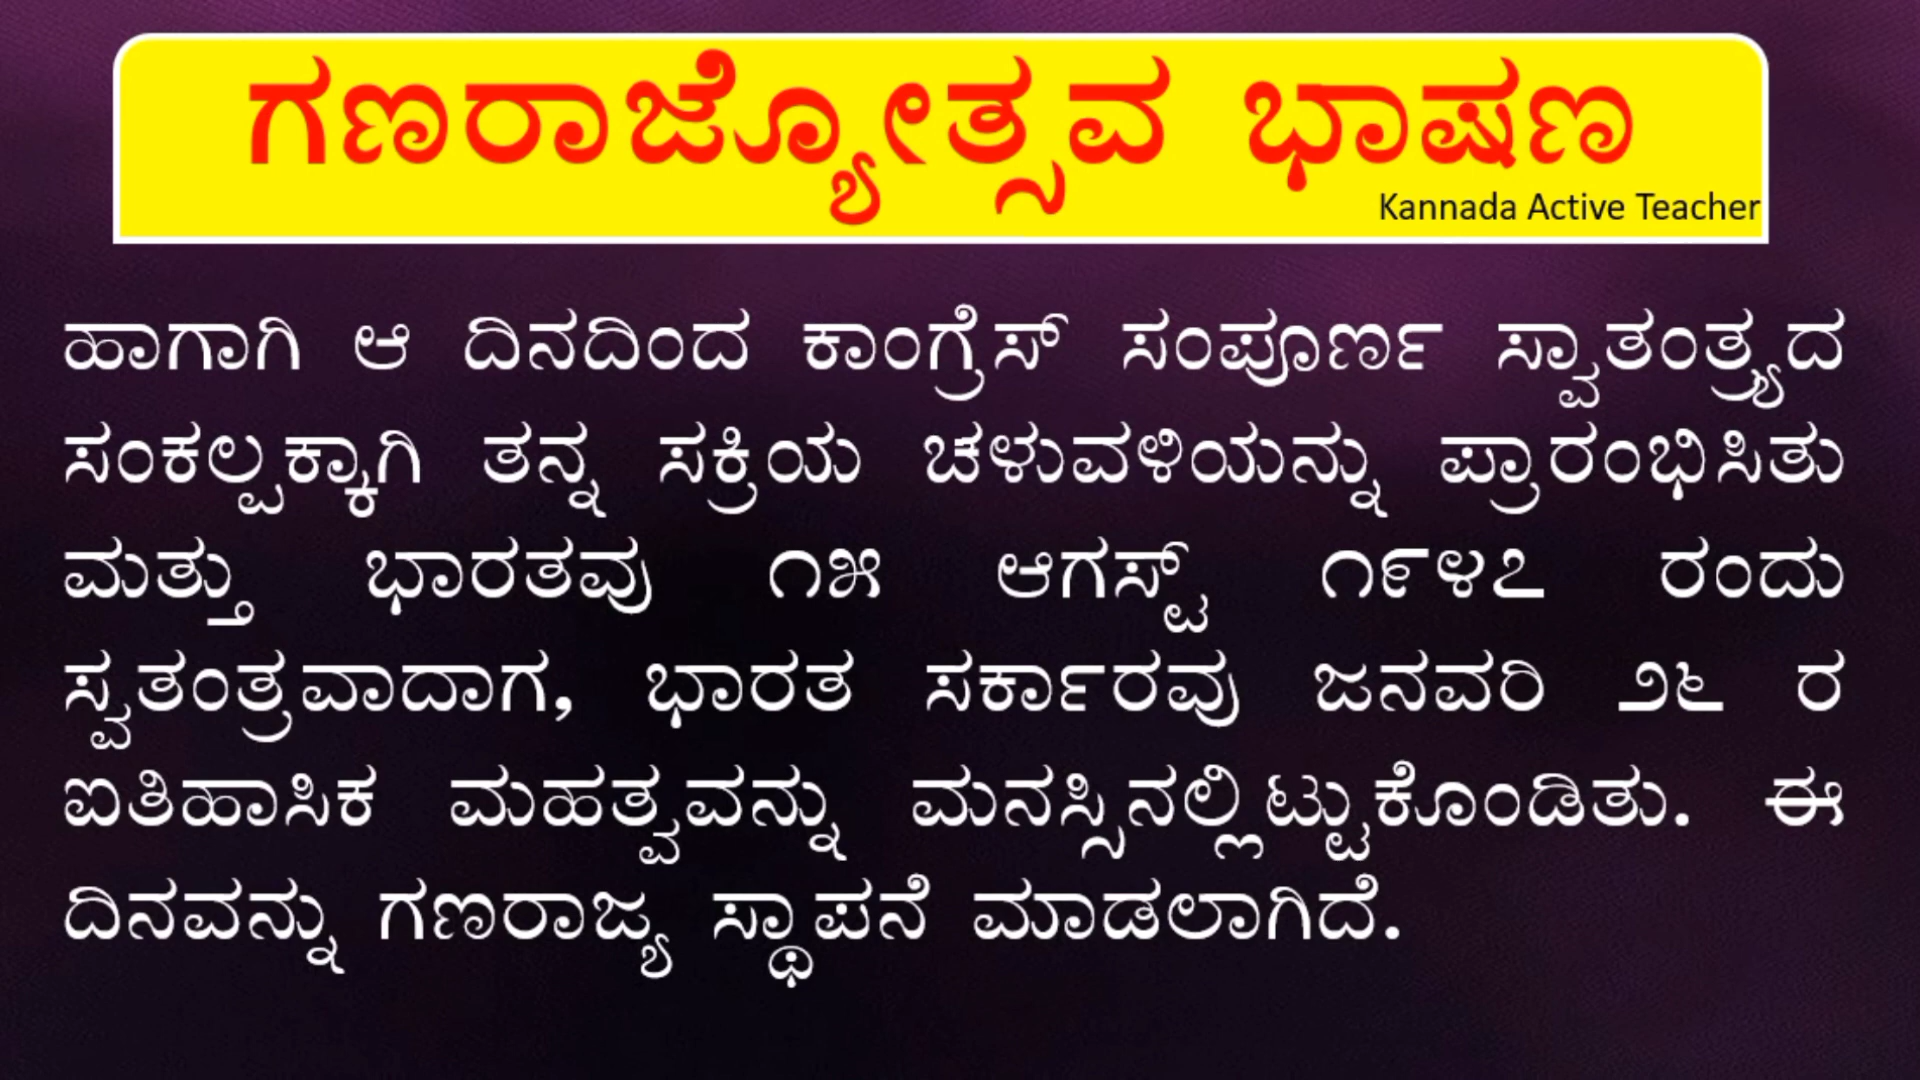 ಗಣರಾಜ್ಯೋತ್ಸವ ಭಾಷಣ
Kannada Active Teacher
ಹಾಗಾಗಿ ಆ ದಿನದಿಂದ ಕಾಂಗ್ರೆಸ್ ಸಂಪೂರ್ಣ ಸ್ವಾತಂತ್ರ್ಯದ
ಸಂಕಲ್ಪಕ್ಕಾಗಿ ತನ್ನ ಸಕ್ರಿಯ ಚಳುವಳಿಯನ್ನು ಪ್ರಾರಂಭಿಸಿತು
ಮತ್ತು ಭಾರತವು ೧೫ ಆಗಸ್ಟ್ ೧೯೪೭ ರಂದು
ಸ್ವತಂತ್ರವಾದಾಗ, ಭಾರತ ಸರ್ಕಾರವು ಜನವರಿ ೨೬ ರ
ಐತಿಹಾಸಿಕ ಮಹತ್ವವನ್ನು ಮನಸ್ಸಿನಲ್ಲಿಟ್ಟುಕೊಂಡಿತು. ಈ
ದಿನವನ್ನು ಗಣರಾಜ್ಯ ಸ್ಥಾಪನೆ ಮಾಡಲಾಗಿದೆ.